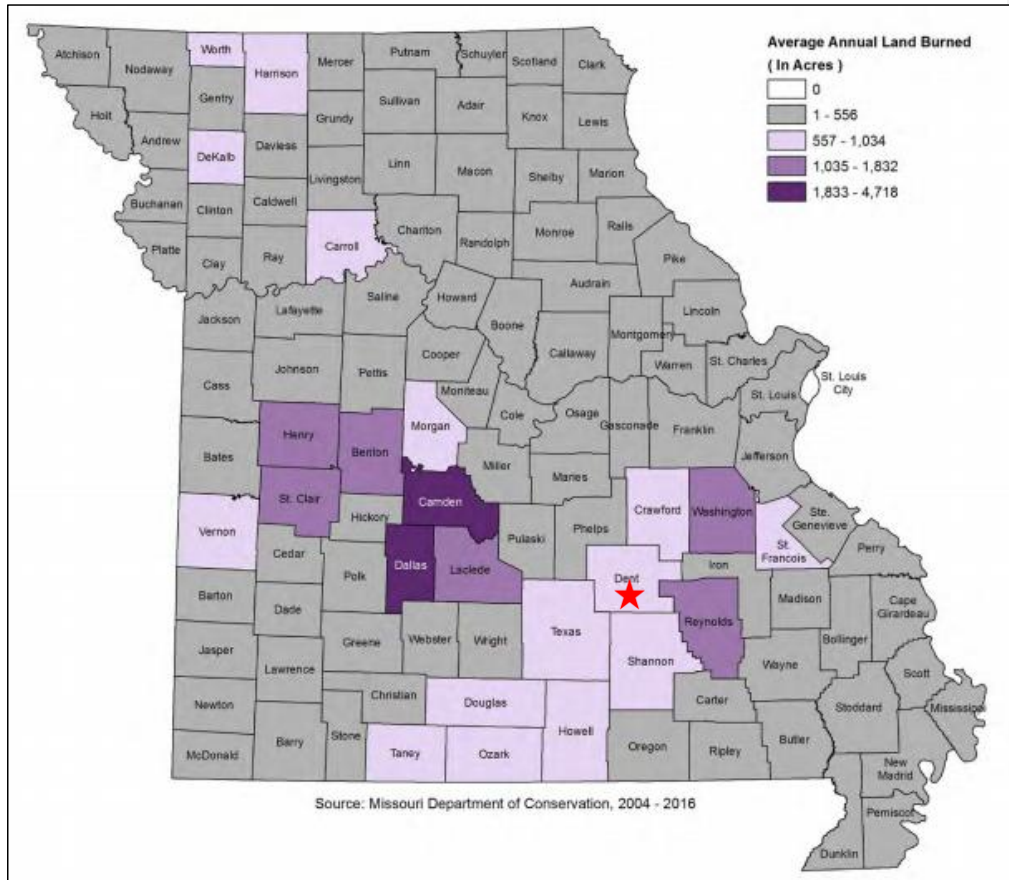 Average Annual Land Burned
( In Acres )
0
1 - 556
557 - 1,034
1,035 - 1,832
1,833 - 4,718
Atchison
Nodaway
Worth
Harrison
Mercer
Putnam
Schuyler
Scotland
Clark
Holt
Gentry
Sullivan
Adair
Knox
Lewis
Andrew
DeKalb
Daviess
Grundy
Linn
Macon
Shelby
Marion
Buchanan
Clinton
Caldwell
Livingston
Chariton
Randolph
Monroe
Ralls
Platte
Clay
Ray
Carroll
Pike
Audrain
Jackson
Lafayette
Saline
Howard
Boone
Callaway
Montgomery
Lincoln
Warren
St. Charles
St. Louis
St. Louis
City
Cass
Johnson
Pettis
Cooper
Moniteau
Cole
Osage
Gasconade
Franklin
Jefferson
Bates
Henry
Benton
Morgan
Miller
Maries
Vernon
St. Clair
Hickory
Camden
Pulaski
Phelps
Crawford
Washington
St.
Francois
Ste.
Genevieve
Perry
Barton
Cedar
Polk
Dallas
Laclede
Dent
Iron
Madison
Cape
Girardeau
Bollinger
Jasper
Dade
Greene
Webster
Wright
Texas
Shannon
Reynolds
Wayne
Scott
Mississippi
Newton
Lawrence
Christian
Douglas
Howell
Carter
Stoddard
McDonald
Barry
Stone
Taney
Ozark
Oregon
Ripley
Butler
New
Madrid
Pemiscot
Dunklin
Source: Missouri Department of Conservation, 2004 - 2016